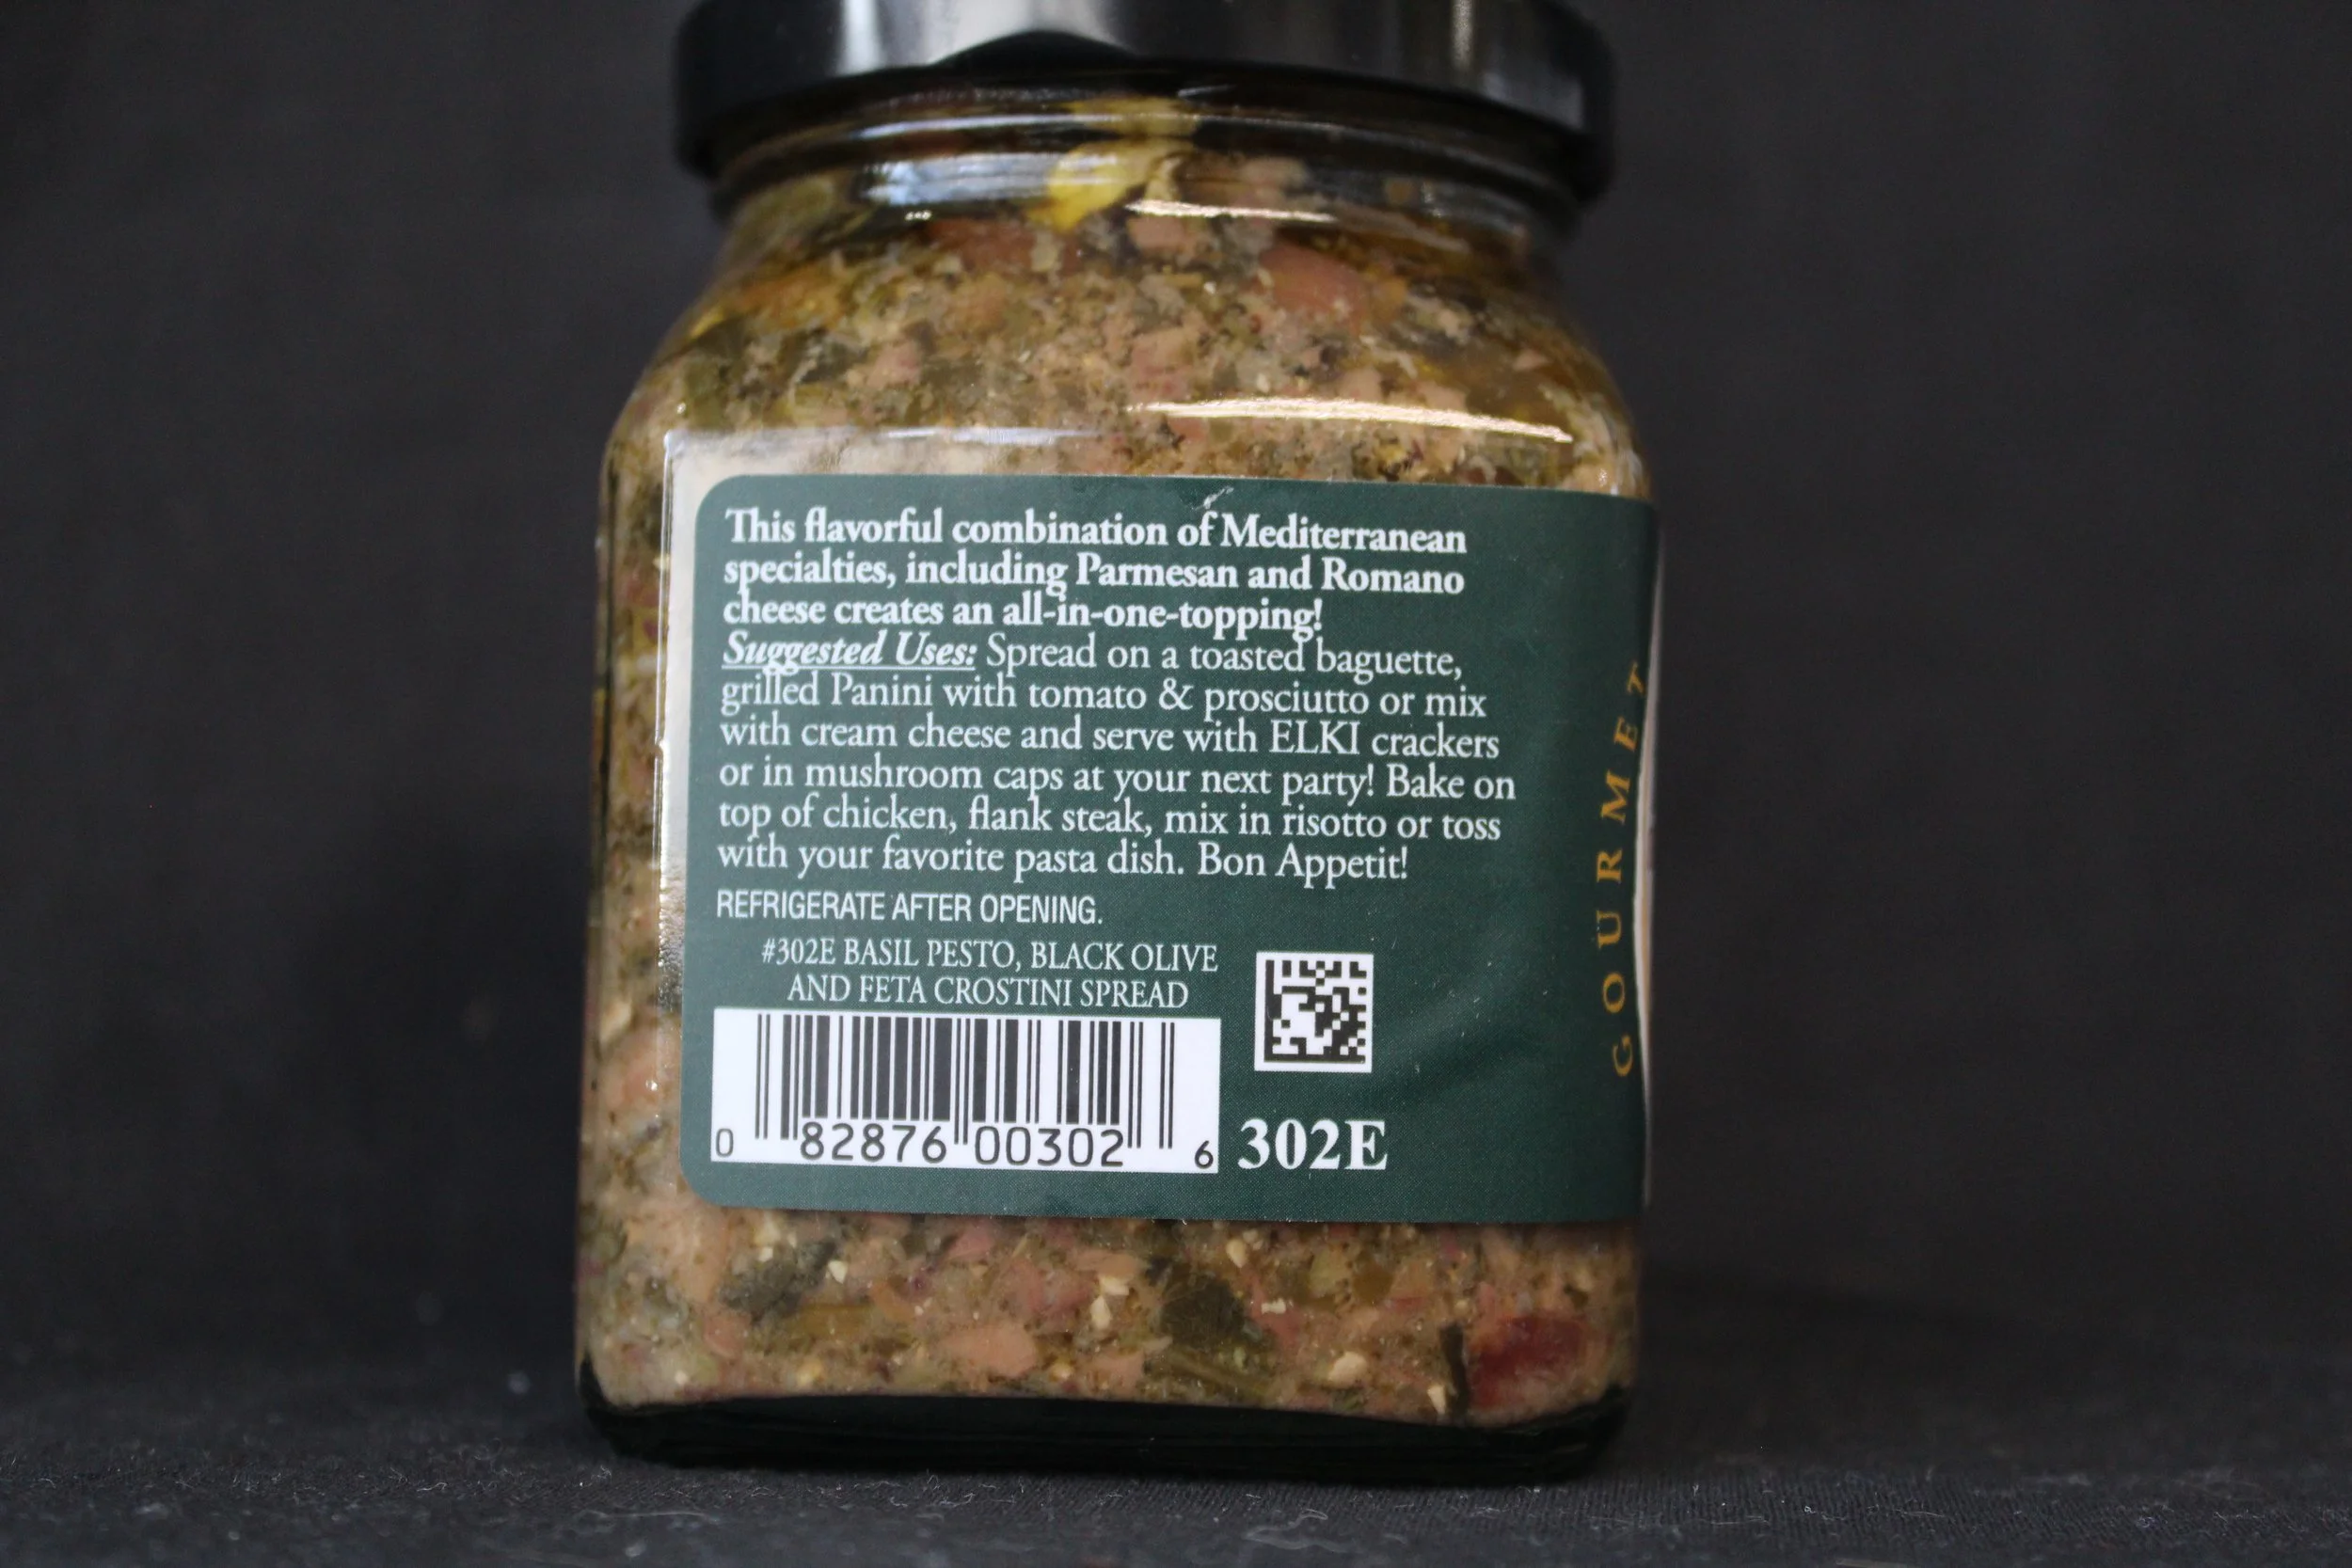 This flavorful combination of Mediterranean
specialties, including Parmesan and Romano
cheese creates an all-in-one-topping!
Suggested Uses: Spread on a toasted baguette,
grilled Panini with tomato & prosciutto or mix
with cream cheese and serve with ELKI crackers
or in mushroom caps at your next party! Bake on
top of chicken, flank steak, mix in risotto or toss
with your favorite pasta dish. Bon Appetit!
REFRIGERATE AFTER OPENING.
#302E BASIL PESTO, BLACK OLIVE
AND FETA CROSTINI SPREAD
0 82876 00302 6
302E
GOURMET